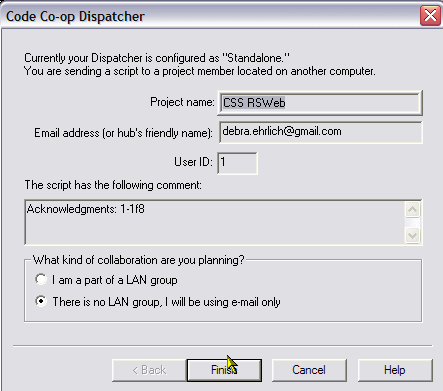 Code Co-op Dispatcher
Currently your Dispatcher is configured as "Standalone."
You are sending a script to a project member located on another computer.
Project name: CSS RSWeb
Email address (or hub's friendly name): debra.ehrlich@gmail.com
User ID: 1
The script has the following comment:
Acknowledgments: 1-1f8
What kind of collaboration are you planning?
I am a part of a LAN group
There is no LAN group, I will be using e-mail only
< Back Finish Cancel Help